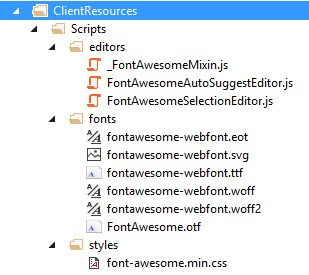 ClientResources
Scripts
editors
_FontAwesomeMixin.js
FontAwesomeAutoSuggestEditor.js
FontAwesomeSelectionEditor.js
fonts
fontawesome-webfont.eot
fontawesome-webfont.svg
fontawesome-webfont.ttf
fontawesome-webfont.woff
fontawesome-webfont.woff2
FontAwesome.otf
styles
font-awesome.min.css